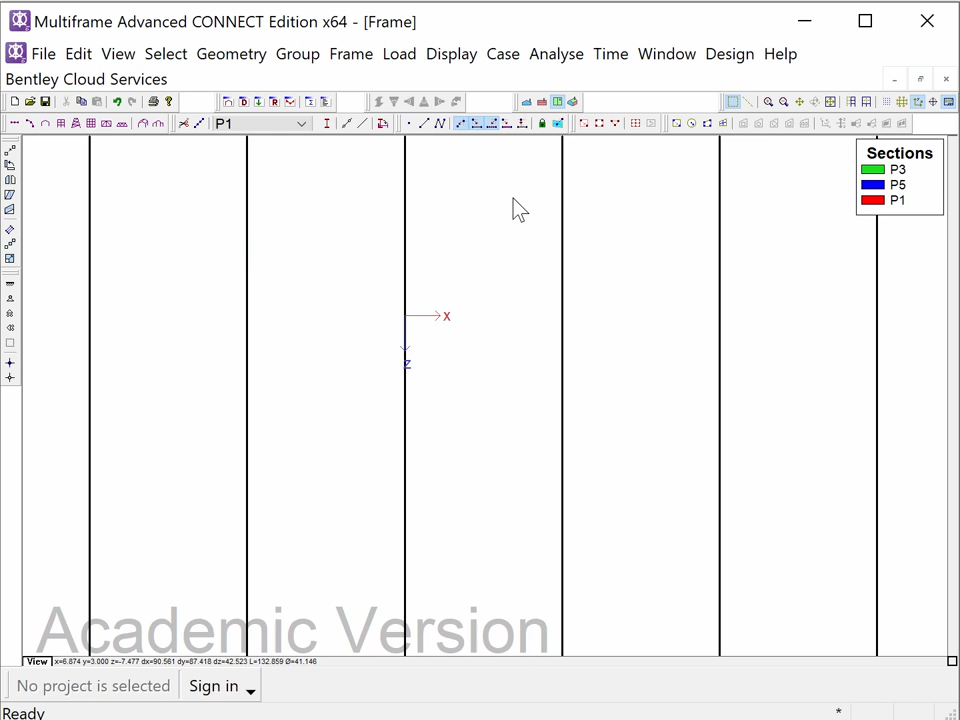 Multiframe Advanced CONNECT Edition x64 - [Frame]
File Edit View Select Geometry Group Frame Load Display Case Analyse Time Window Design Help
Bentley Cloud Services
P1
Sections
P3
P5
P1
X
Z
Academic Version
View x=6.874 y=3.000 z=-7.477 dx=90.561 dy=87.418 dz=42.523 L=132.859 Ø=41.146
No project is selected Sign in
Ready *